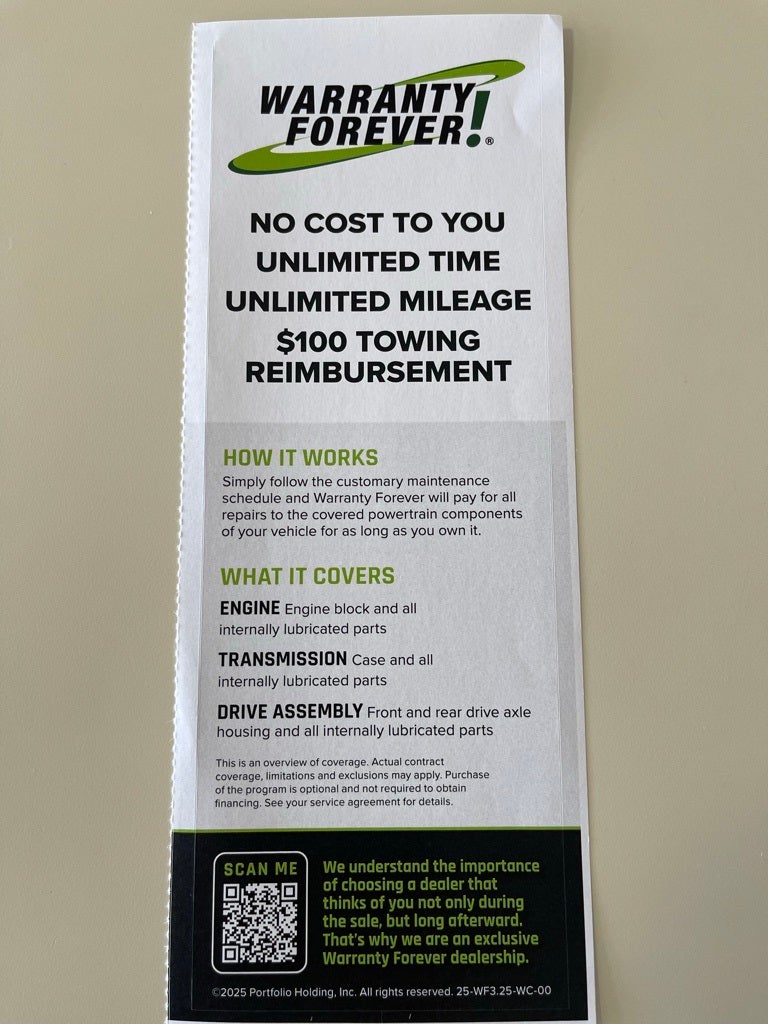 WARRANTY
FOREVER!®
NO COST TO YOU
UNLIMITED TIME
UNLIMITED MILEAGE
$100 TOWING
REIMBURSEMENT
HOW IT WORKS
Simply follow the customary maintenance
schedule and Warranty Forever will pay for all
repairs to the covered powertrain components
of your vehicle for as long as you own it.
WHAT IT COVERS
ENGINE Engine block and all
internally lubricated parts
TRANSMISSION Case and all
internally lubricated parts
DRIVE ASSEMBLY Front and rear drive axle
housing and all internally lubricated parts
This is an overview of coverage. Actual contract
coverage, limitations and exclusions may apply. Purchase
of the program is optional and not required to obtain
financing. See your service agreement for details.
SCAN ME
We understand the importance
of choosing a dealer that
thinks of you not only during
the sale, but long afterward.
That's why we are an exclusive
Warranty Forever dealership.
©2025 Portfolio Holding, Inc. All rights reserved. 25-WF3.25-WC-00